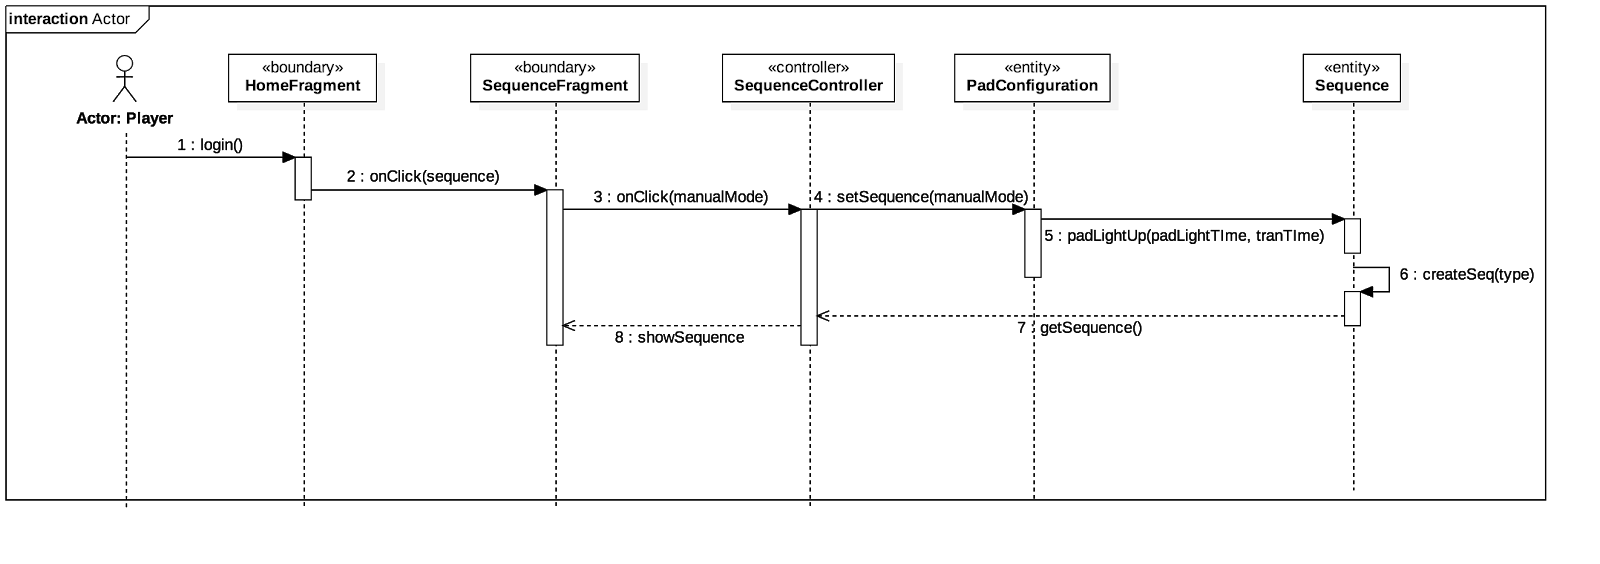 interaction Actor
«boundary»
HomeFragment
«boundary»
SequenceFragment
«controller»
SequenceController
«entity»
PadConfiguration
«entity»
Sequence
Actor: Player
1 : login()
2 : onClick(sequence)
3 : onClick(manualMode)
4 : setSequence(manualMode)
5 : padLightUp(padLightTIme, tranTIme)
6 : createSeq(type)
7 : getSequence()
8 : showSequence